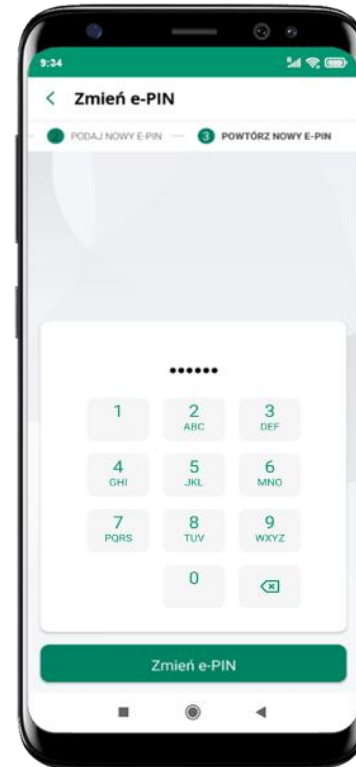 9:34
Zmień e-PIN
2 PODAJ NOWY E-PIN 3 POWTÓRZ NOWY E-PIN
1 2 3
ABC DEF
4 5 6
GHI JKL MNO
7 8 9
PQRS TUV WXYZ
0
Zmień e-PIN